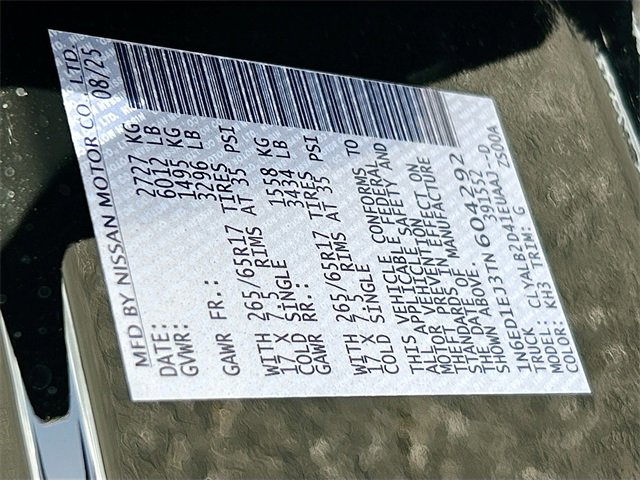 MFD BY NISSAN MOTOR CO., LTD.
DATE: 08/25
GVWR: 2727 KG
6012 LB
GAWR FR.: 1495 KG
3296 LB
WITH 265/65R17 TIRES
17 X 7.5 RIMS AT 35 PSI
COLD SINGLE
GAWR RR.: 1558 KG
3434 LB
WITH 265/65R17 TIRES
17 X 7.5 RIMS AT 35 PSI
COLD SINGLE
THIS VEHICLE CONFORMS TO
ALL APPLICABLE FEDERAL
MOTOR VEHICLE SAFETY AND
THEFT PREVENTION
STANDARDS IN EFFECT ON
THE DATE OF MANUFACTURE
SHOWN ABOVE.
1N6ED1EJ3TN604292
TRUCK 391552
MODEL: CLYALB2D41EUAAJ--D
COLOR: KH3 TRIM: G Z500A